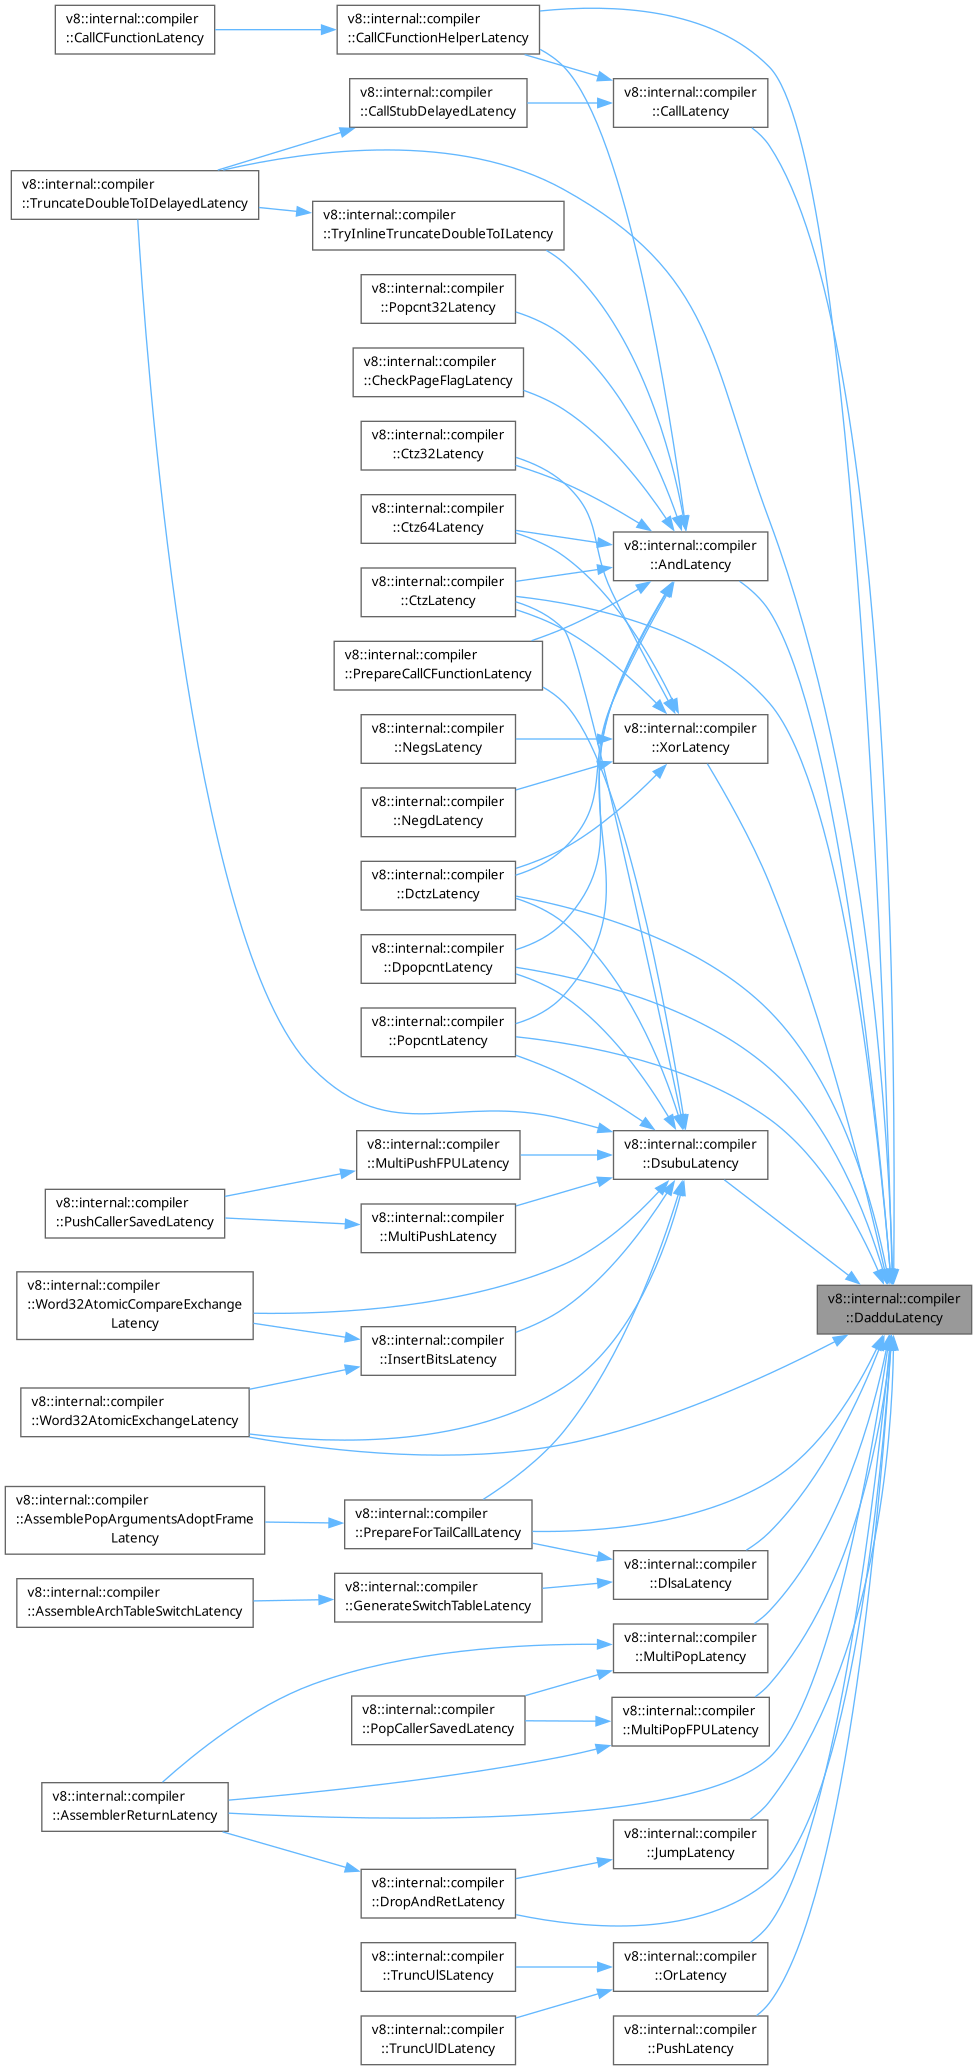 v8::internal::compiler
::CallCFunctionLatency
v8::internal::compiler
::CallCFunctionHelperLatency
v8::internal::compiler
::CallStubDelayedLatency
v8::internal::compiler
::CallLatency
v8::internal::compiler
::TruncateDoubleToIDelayedLatency
v8::internal::compiler
::TryInlineTruncateDoubleToILatency
v8::internal::compiler
::Popcnt32Latency
v8::internal::compiler
::CheckPageFlagLatency
v8::internal::compiler
::Ctz32Latency
v8::internal::compiler
::Ctz64Latency
v8::internal::compiler
::AndLatency
v8::internal::compiler
::CtzLatency
v8::internal::compiler
::PrepareCallCFunctionLatency
v8::internal::compiler
::NegsLatency
v8::internal::compiler
::XorLatency
v8::internal::compiler
::NegdLatency
v8::internal::compiler
::DctzLatency
v8::internal::compiler
::DpopcntLatency
v8::internal::compiler
::PopcntLatency
v8::internal::compiler
::MultiPushFPULatency
v8::internal::compiler
::DsubuLatency
v8::internal::compiler
::PushCallerSavedLatency
v8::internal::compiler
::MultiPushLatency
v8::internal::compiler
::Word32AtomicCompareExchange
Latency
v8::internal::compiler
::DadduLatency
v8::internal::compiler
::InsertBitsLatency
v8::internal::compiler
::Word32AtomicExchangeLatency
v8::internal::compiler
::AssemblePopArgumentsAdoptFrame
Latency
v8::internal::compiler
::PrepareForTailCallLatency
v8::internal::compiler
::DlsaLatency
v8::internal::compiler
::AssembleArchTableSwitchLatency
v8::internal::compiler
::GenerateSwitchTableLatency
v8::internal::compiler
::MultiPopLatency
v8::internal::compiler
::PopCallerSavedLatency
v8::internal::compiler
::MultiPopFPULatency
v8::internal::compiler
::AssemblerReturnLatency
v8::internal::compiler
::JumpLatency
v8::internal::compiler
::DropAndRetLatency
v8::internal::compiler
::TruncUlSLatency
v8::internal::compiler
::OrLatency
v8::internal::compiler
::TruncUlDLatency
v8::internal::compiler
::PushLatency